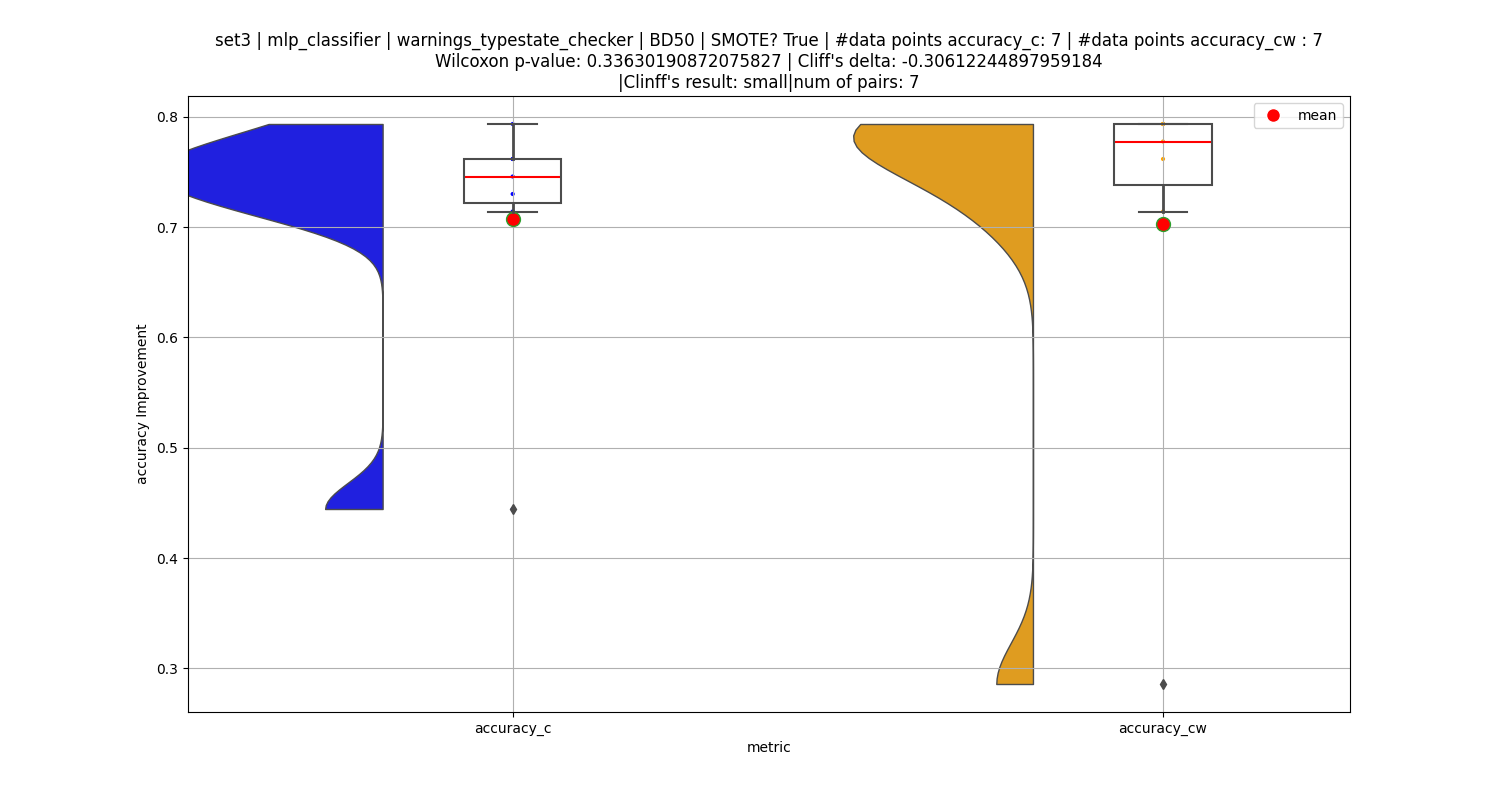 set3 | mlp_classifier | warnings_typestate_checker | BD50 | SMOTE? True | #data points accuracy_c: 7 | #data points accuracy_cw : 7
Wilcoxon p-value: 0.33630190872075827 | Cliff's delta: -0.30612244897959184
|Clinff's result: small|num of pairs: 7
mean
0.8
0.7
0.6
0.5
0.4
0.3
accuracy Improvement
accuracy_c
accuracy_cw
metric